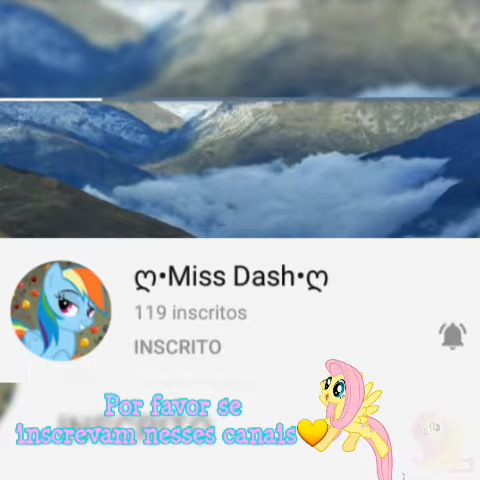 ღ•Miss Dash•ღ
119 inscritos
INSCRITO
Por favor se
inscrevam nesses canais💛